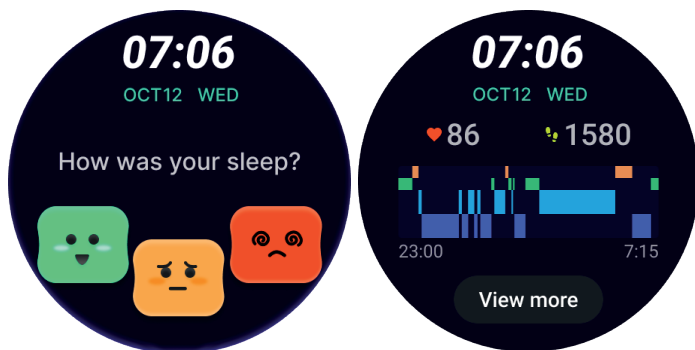 07:06
OCT12 WED
How was your sleep?
07:06
OCT12 WED
86 1580
23:00 7:15
View more